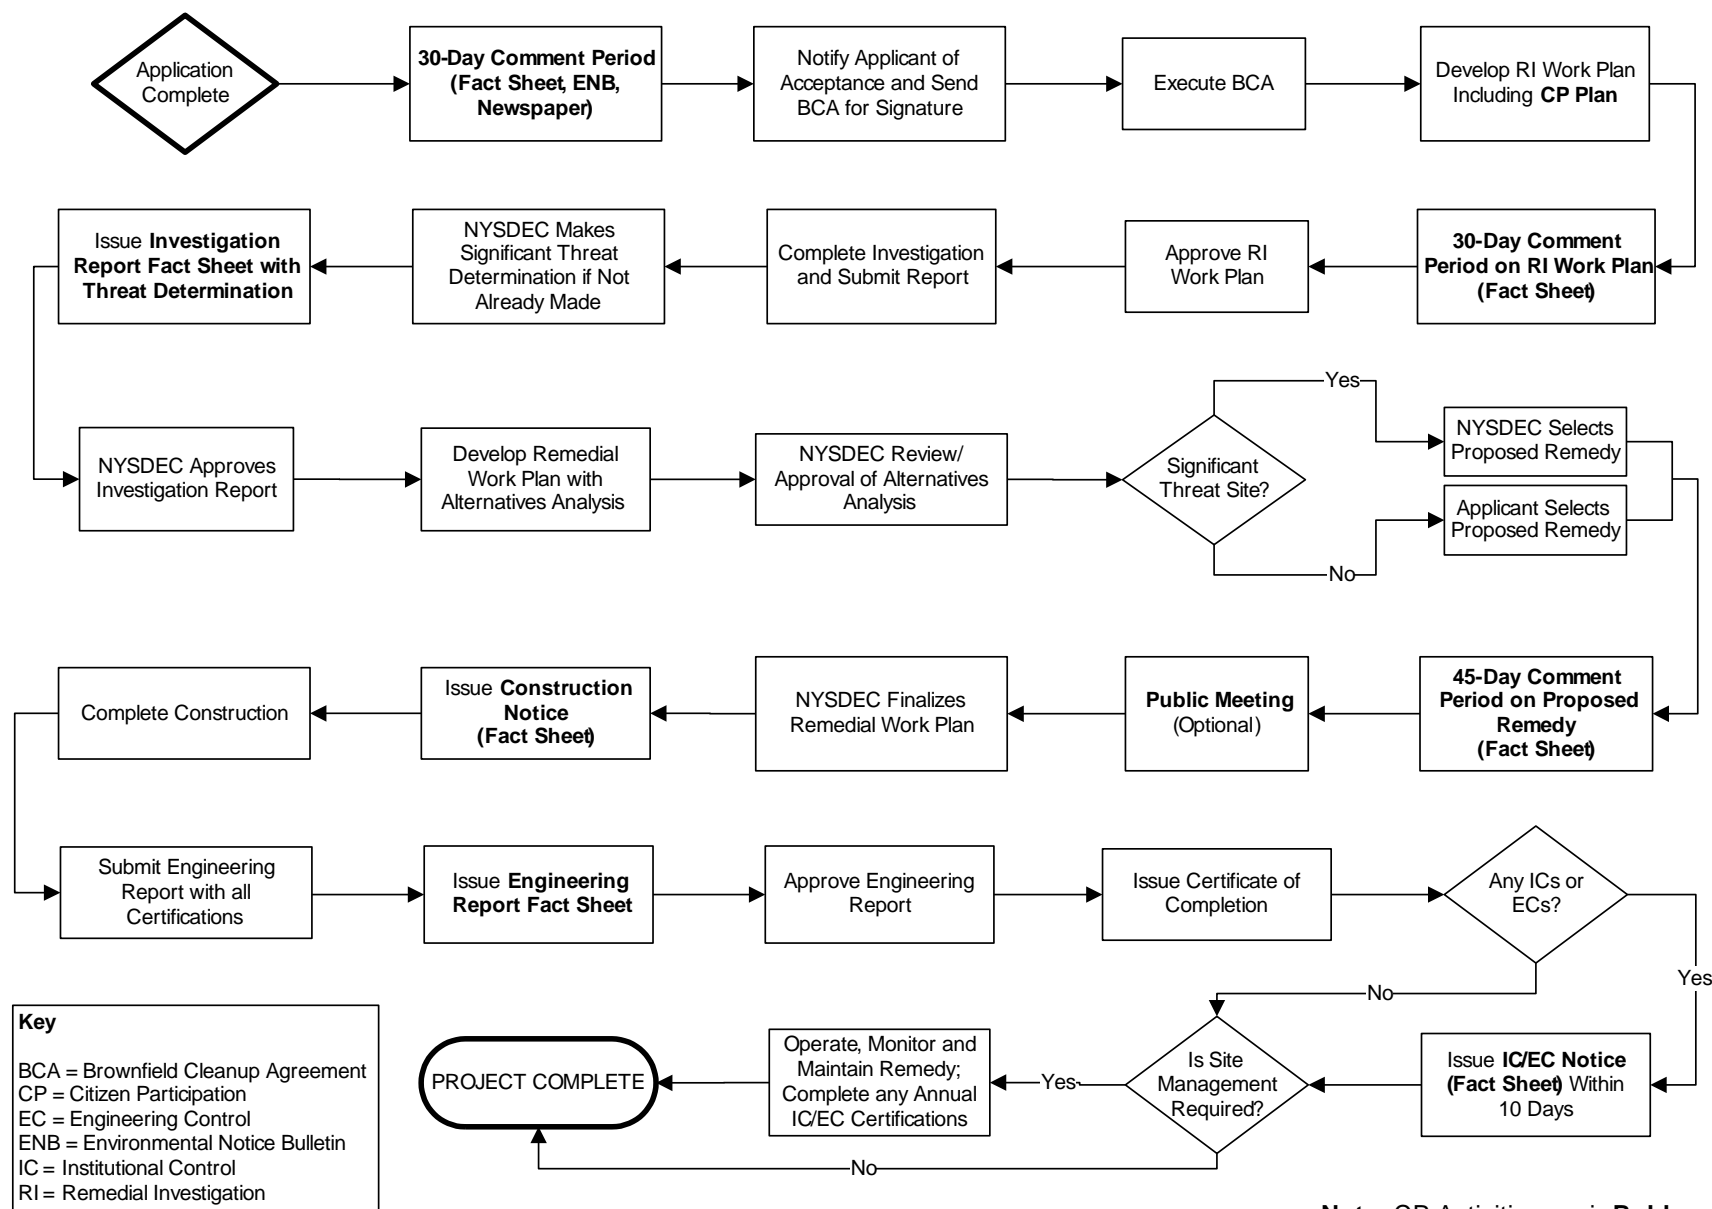 Application
Complete
30-Day Comment Period
(Fact Sheet, ENB,
Newspaper)
Notify Applicant of
Acceptance and Send
BCA for Signature
Execute BCA
Develop RI Work Plan
Including CP Plan
30-Day Comment
Period on RI Work Plan
(Fact Sheet)
Approve RI
Work Plan
Complete Investigation
and Submit Report
NYSDEC Makes
Significant Threat
Determination if Not
Already Made
Issue Investigation
Report Fact Sheet with
Threat Determination
NYSDEC Approves
Investigation Report
Develop Remedial
Work Plan with
Alternatives Analysis
NYSDEC Review/
Approval of Alternatives
Analysis
Significant
Threat Site?
Yes
NYSDEC Selects
Proposed Remedy
No
Applicant Selects
Proposed Remedy
45-Day Comment
Period on Proposed
Remedy
(Fact Sheet)
Public Meeting
(Optional)
NYSDEC Finalizes
Remedial Work Plan
Issue Construction
Notice
(Fact Sheet)
Complete Construction
Submit Engineering
Report with all
Certifications
Issue Engineering
Report Fact Sheet
Approve Engineering
Report
Issue Certificate of
Completion
Any ICs or
ECs?
Yes
No
Issue IC/EC Notice
(Fact Sheet) Within
10 Days
Is Site
Management
Required?
Yes
Operate, Monitor and
Maintain Remedy;
Complete any Annual
IC/EC Certifications
No
PROJECT COMPLETE
Key
BCA = Brownfield Cleanup Agreement
CP = Citizen Participation
EC = Engineering Control
ENB = Environmental Notice Bulletin
IC = Institutional Control
RI = Remedial Investigation